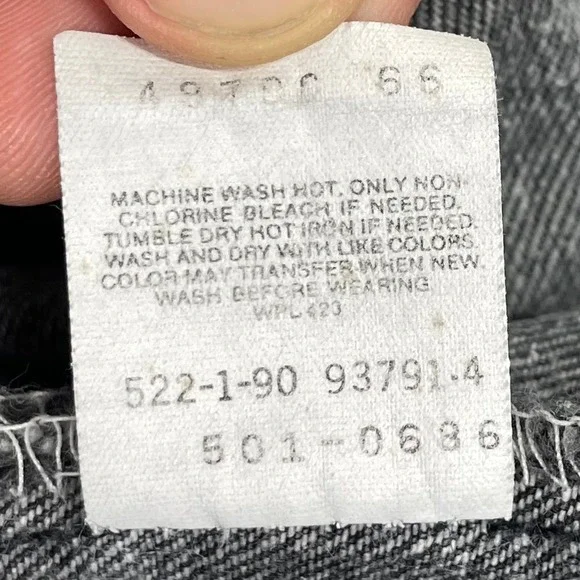 49706 66
MACHINE WASH HOT. ONLY NON-
CHLORINE BLEACH IF NEEDED.
TUMBLE DRY HOT IRON IF NEEDED.
WASH AND DRY WITH LIKE COLORS.
COLOR MAY TRANSFER WHEN NEW.
WASH BEFORE WEARING
WPL 423
522-1-90 93791-4
501-0686